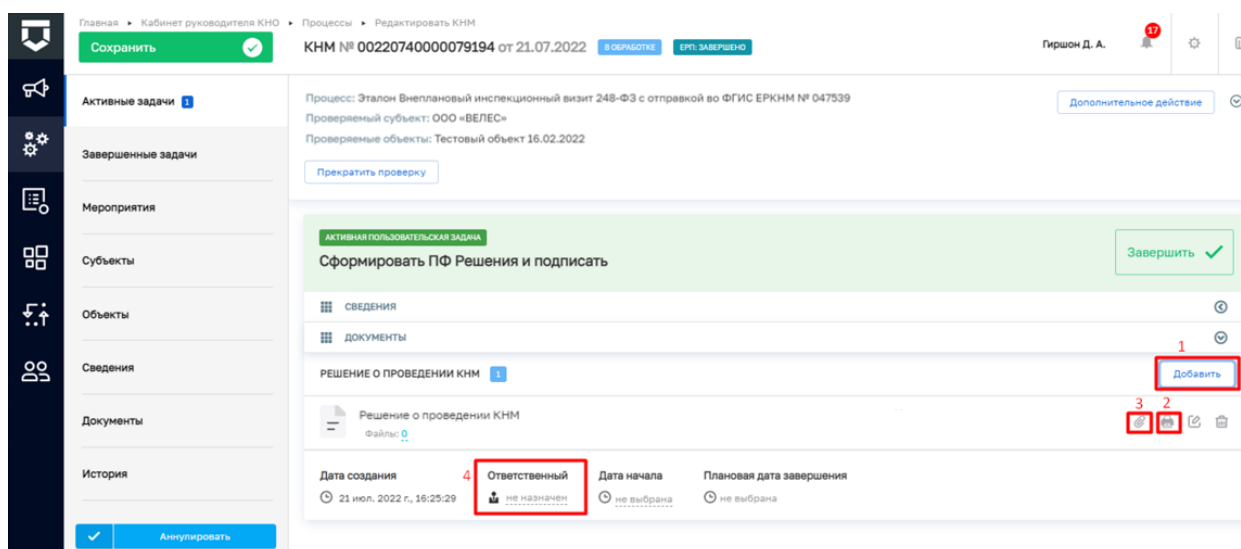 Главная ▸ Кабинет руководителя КНО ▸ Процессы ▸ Редактировать КНМ
Сохранить
КНМ № 00220740000079194 от 21.07.2022 В ОБРАБОТКЕ ЕРП: ЗАВЕРШЕНО
Гиршон Д. А.
17
Активные задачи 1
Завершенные задачи
Мероприятия
Субъекты
Объекты
Сведения
Документы
История
Аннулировать
Процесс: Эталон Внеплановый инспекционный визит 248-ФЗ с отправкой во ФГИС ЕРКНМ № 047539
Проверяемый субъект: ООО «ВЕЛЕС»
Проверяемые объекты: Тестовый объект 16.02.2022
Дополнительное действие
Прекратить проверку
АКТИВНАЯ ПОЛЬЗОВАТЕЛЬСКАЯ ЗАДАЧА
Сформировать ПФ Решения и подписать
Завершить
СВЕДЕНИЯ
ДОКУМЕНТЫ
1
РЕШЕНИЕ О ПРОВЕДЕНИИ КНМ 1
Добавить
Решение о проведении КНМ
3 2
Файлы: 0
Дата создания 4 Ответственный Дата начала Плановая дата завершения
21 июл. 2022 г., 16:25:29 не назначен не выбрана не выбрана